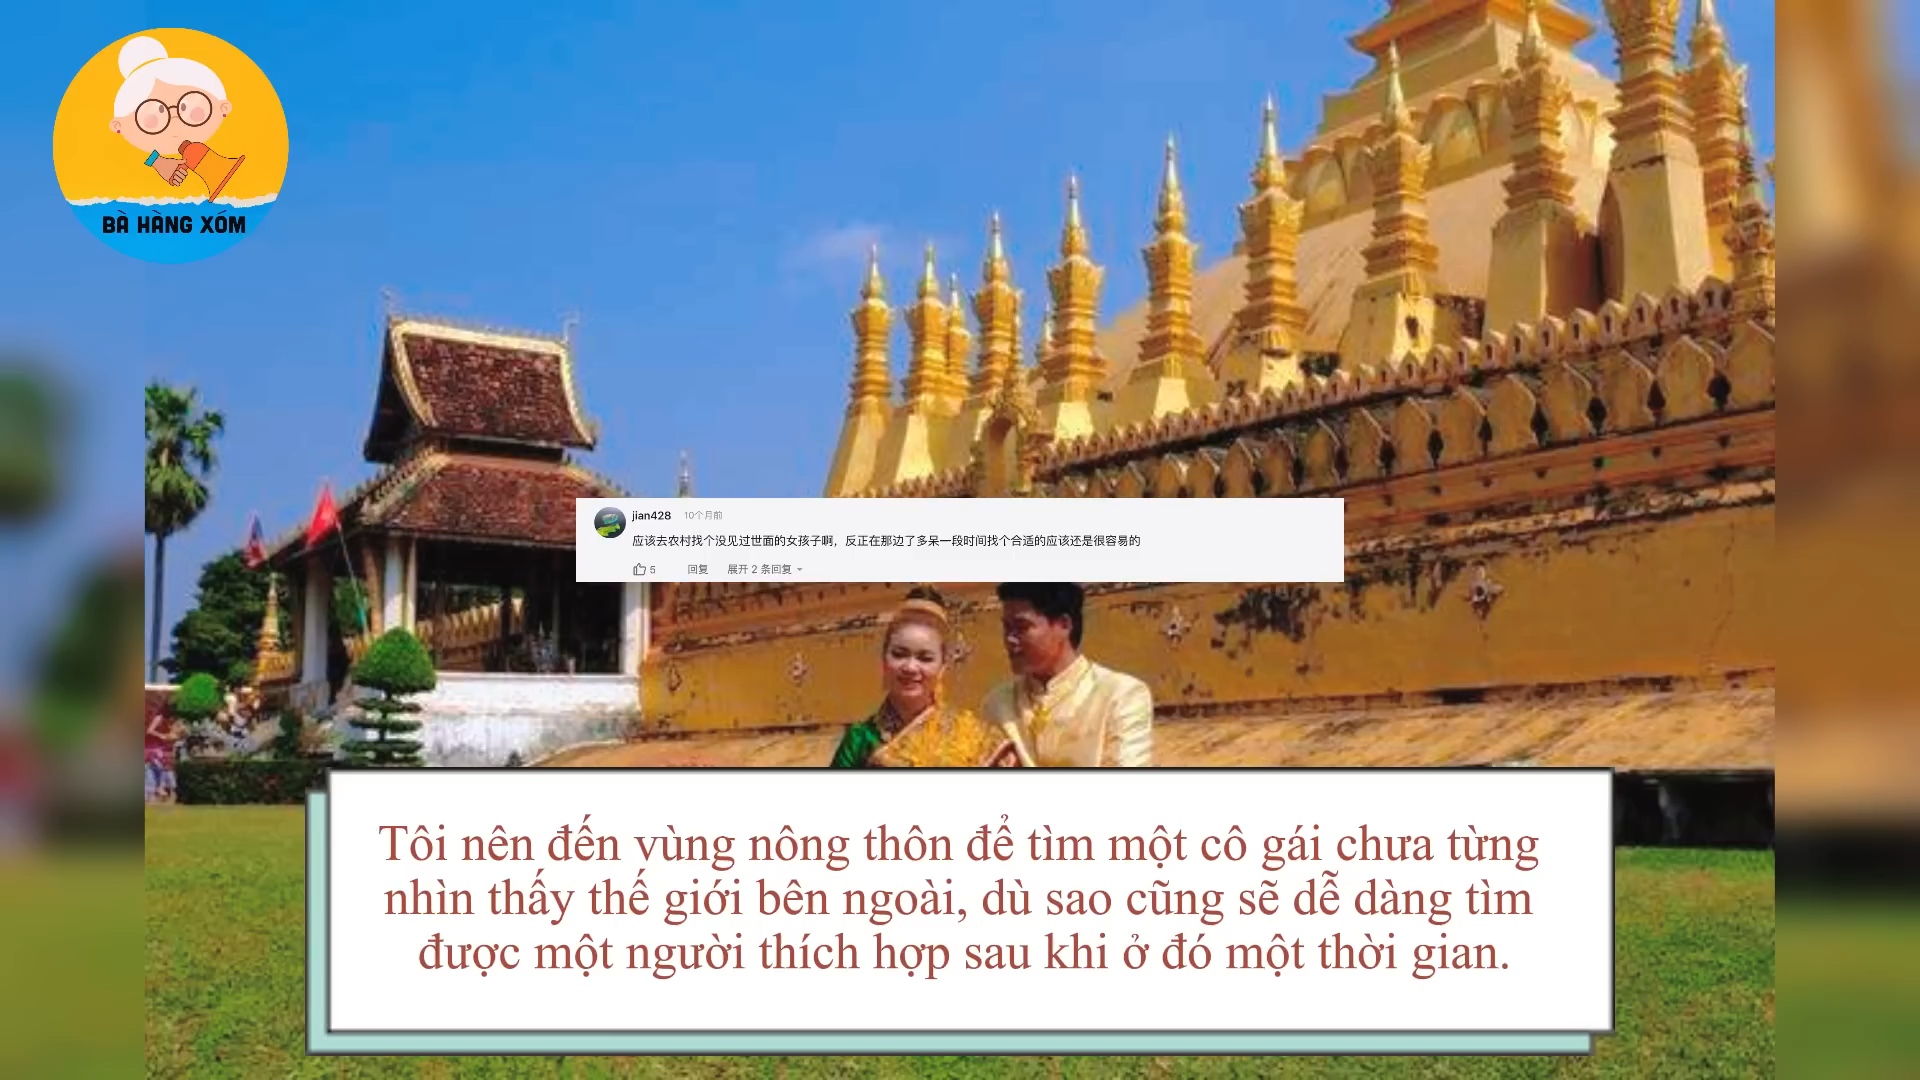 BÀ HÀNG XÓM
jian428 10个月前
应该去农村找个没见过世面的女孩子啊，反正在那边了多呆一段时间找个合适的应该还是很容易的
5 回复 展开 2 条回复
Tôi nên đến vùng nông thôn để tìm một cô gái chưa từng
nhìn thấy thế giới bên ngoài, dù sao cũng sẽ dễ dàng tìm
được một người thích hợp sau khi ở đó một thời gian.